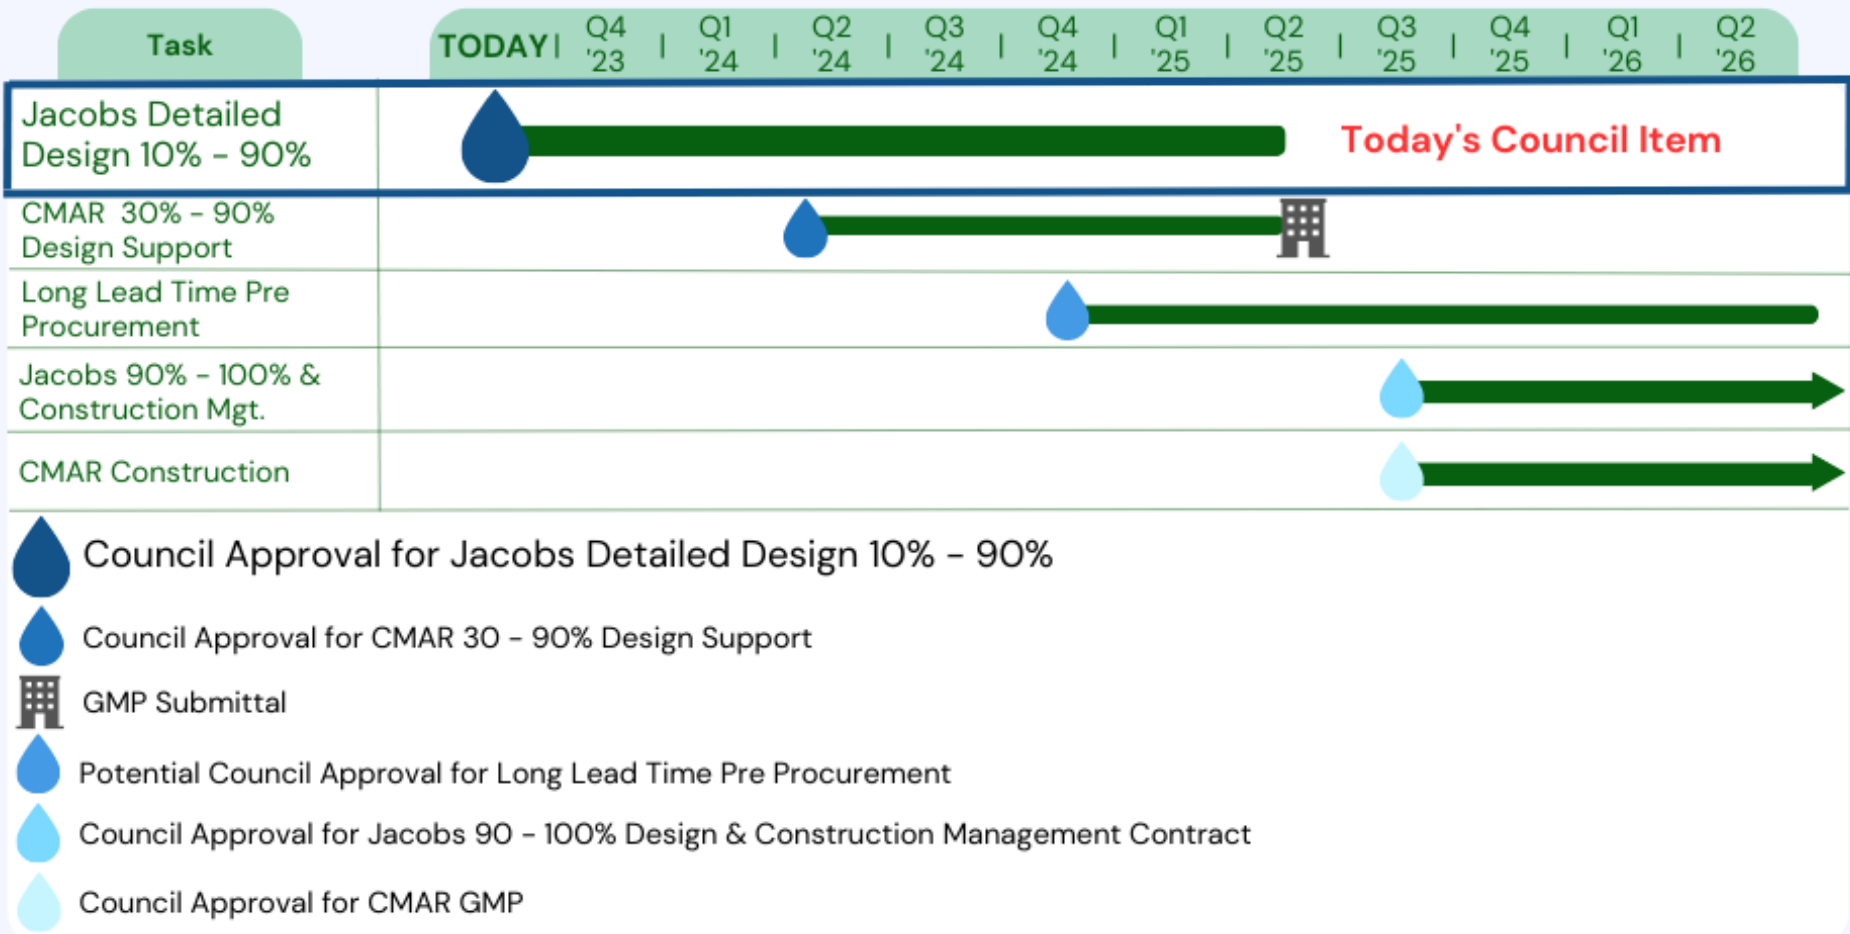 Task
TODAY | Q4 '23 | Q1 '24 | Q2 '24 | Q3 '24 | Q4 '24 | Q1 '25 | Q2 '25 | Q3 '25 | Q4 '25 | Q1 '26 | Q2 '26
Jacobs Detailed
Design 10% - 90%
Today's Council Item
CMAR 30% - 90%
Design Support
Long Lead Time Pre
Procurement
Jacobs 90% - 100% &
Construction Mgt.
CMAR Construction
Council Approval for Jacobs Detailed Design 10% - 90%
Council Approval for CMAR 30 - 90% Design Support
GMP Submittal
Potential Council Approval for Long Lead Time Pre Procurement
Council Approval for Jacobs 90 - 100% Design & Construction Management Contract
Council Approval for CMAR GMP